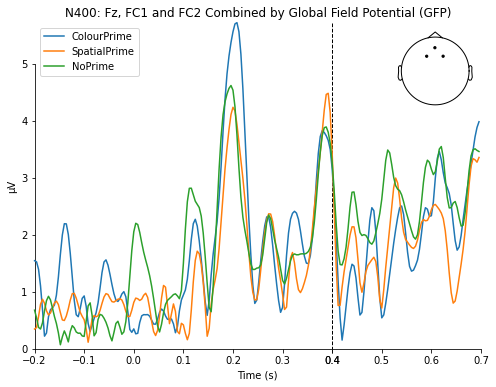 N400: Fz, FC1 and FC2 Combined by Global Field Potential (GFP)
ColourPrime
SpatialPrime
NoPrime
5
4
3
2
1
0
µV
−0.2 −0.1 0.0 0.1 0.2 0.3 0.4 0.5 0.6 0.7
Time (s)